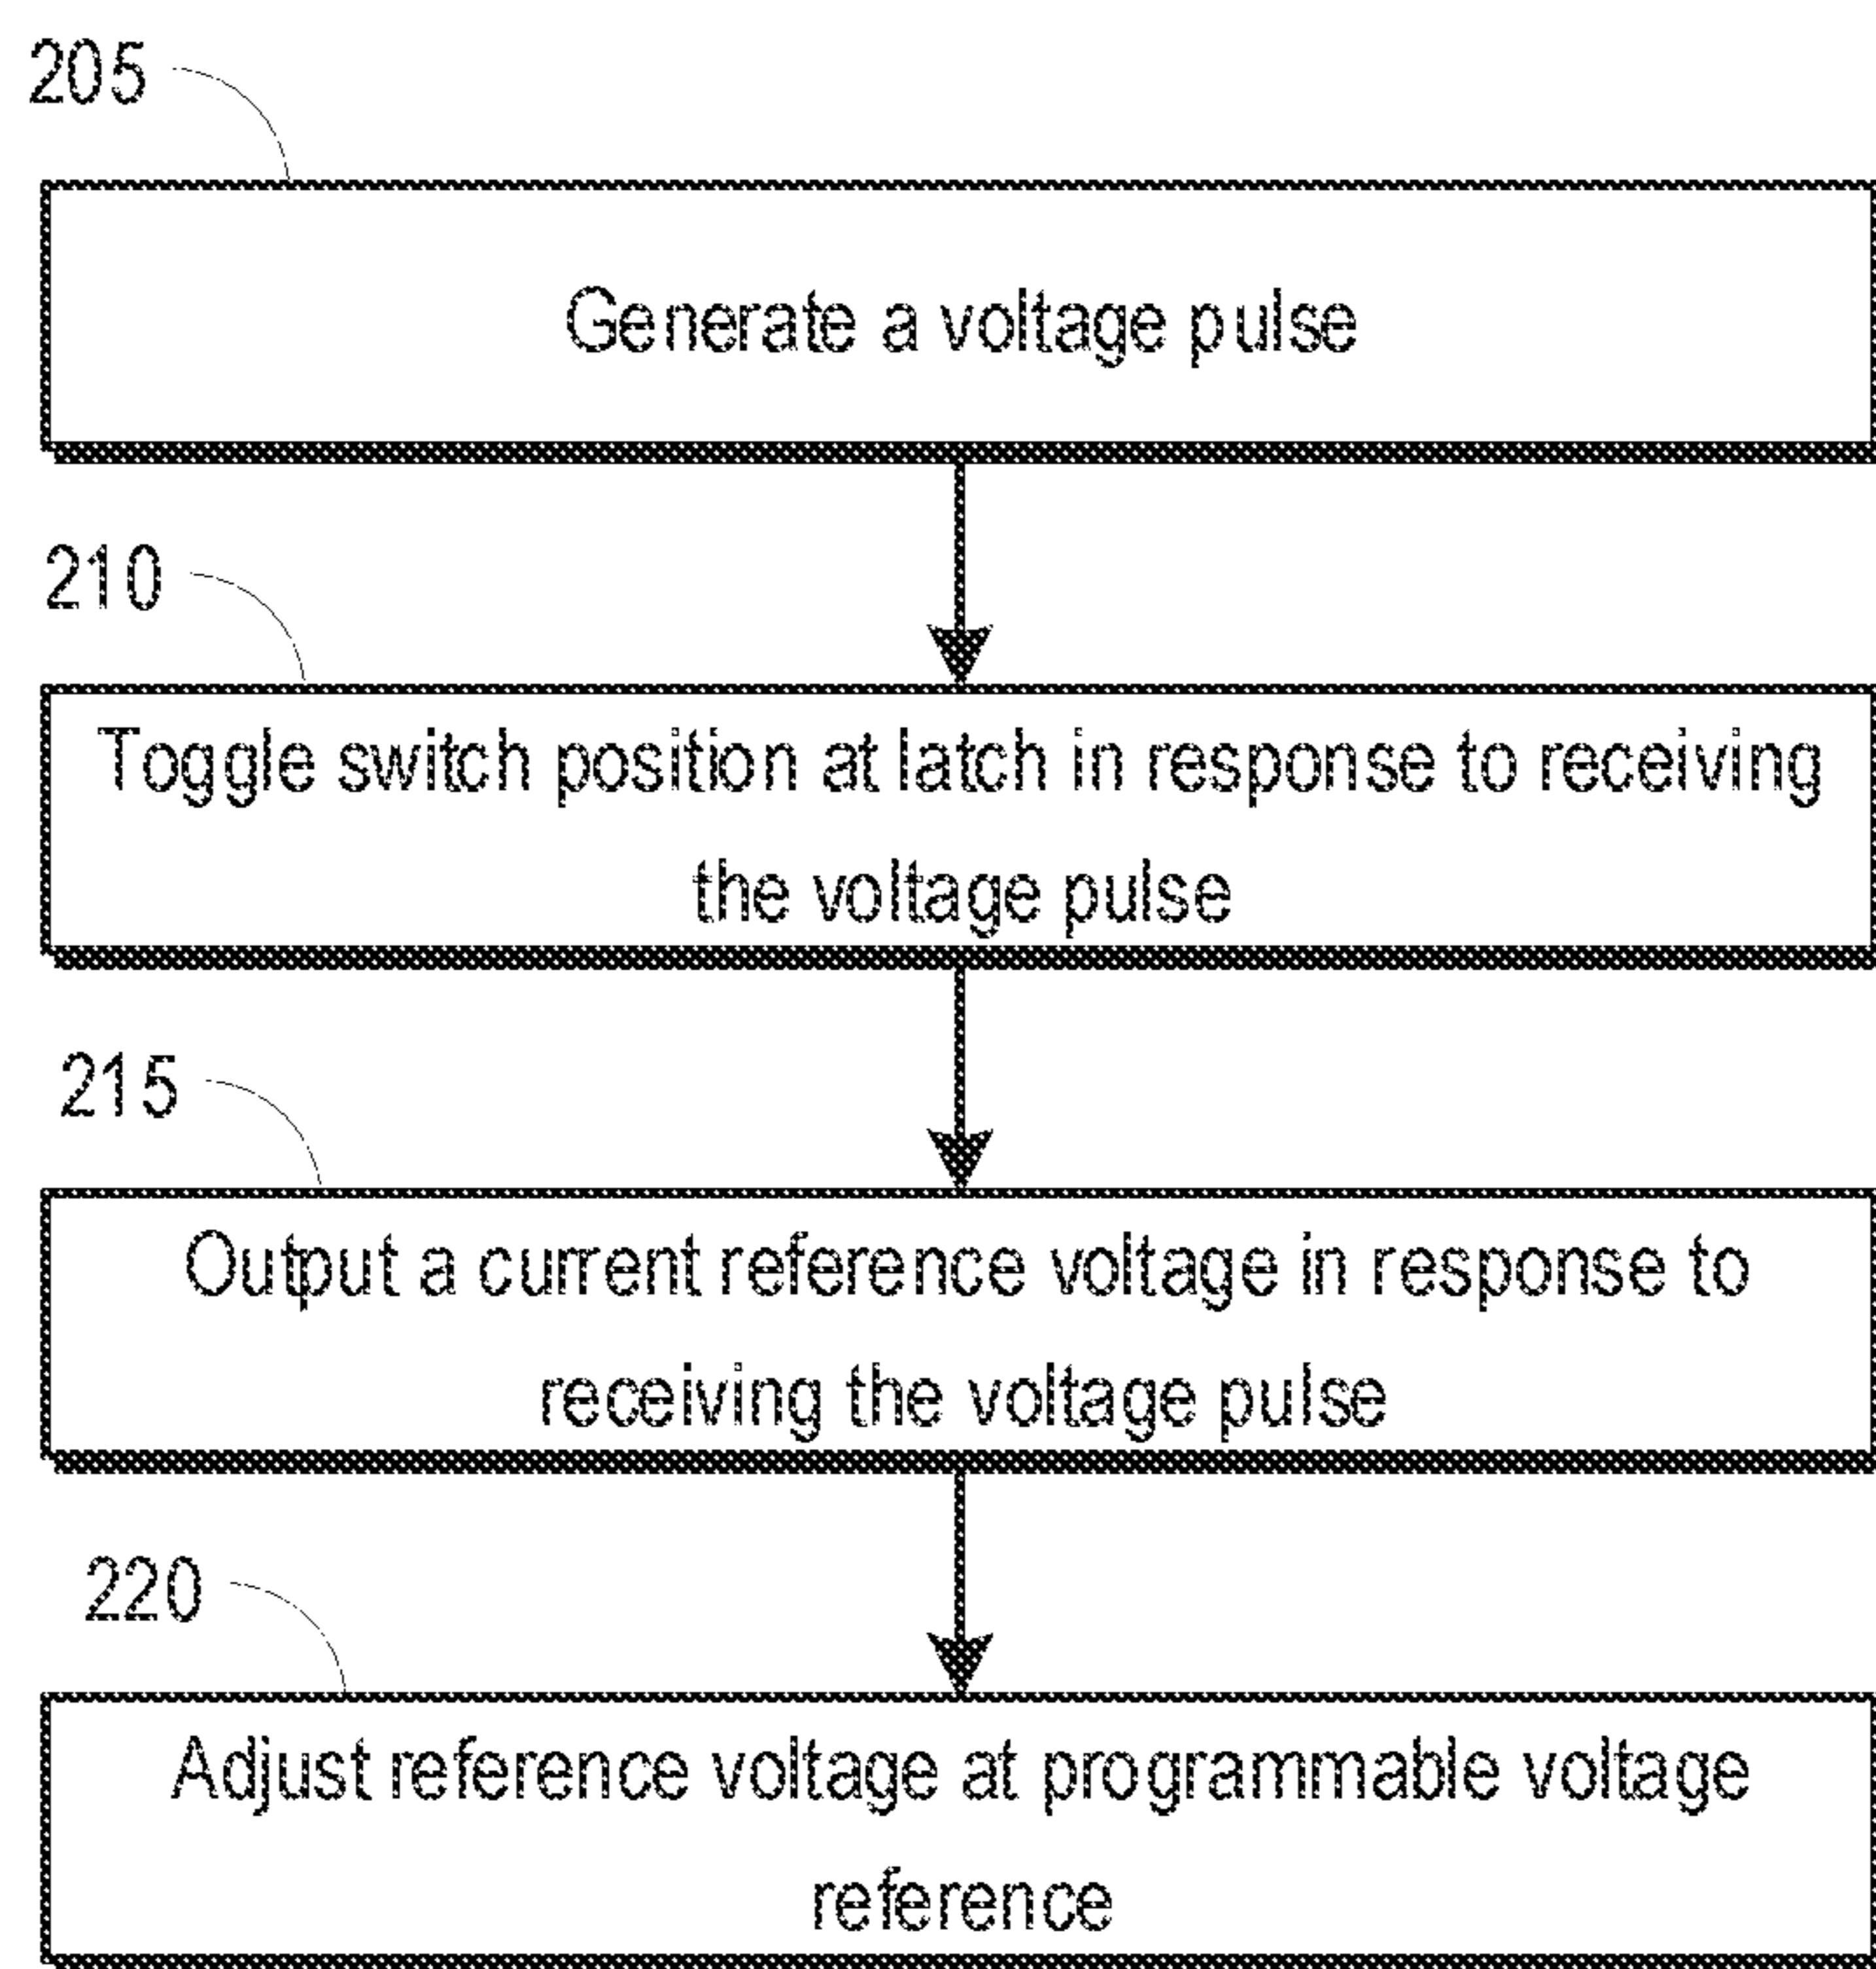 205
Generate a voltage pulse
210
Toggle switch position at latch in response to receiving
the voltage pulse
215
Output a current reference voltage in response to
receiving the voltage pulse
220
Adjust reference voltage at programmable voltage
reference